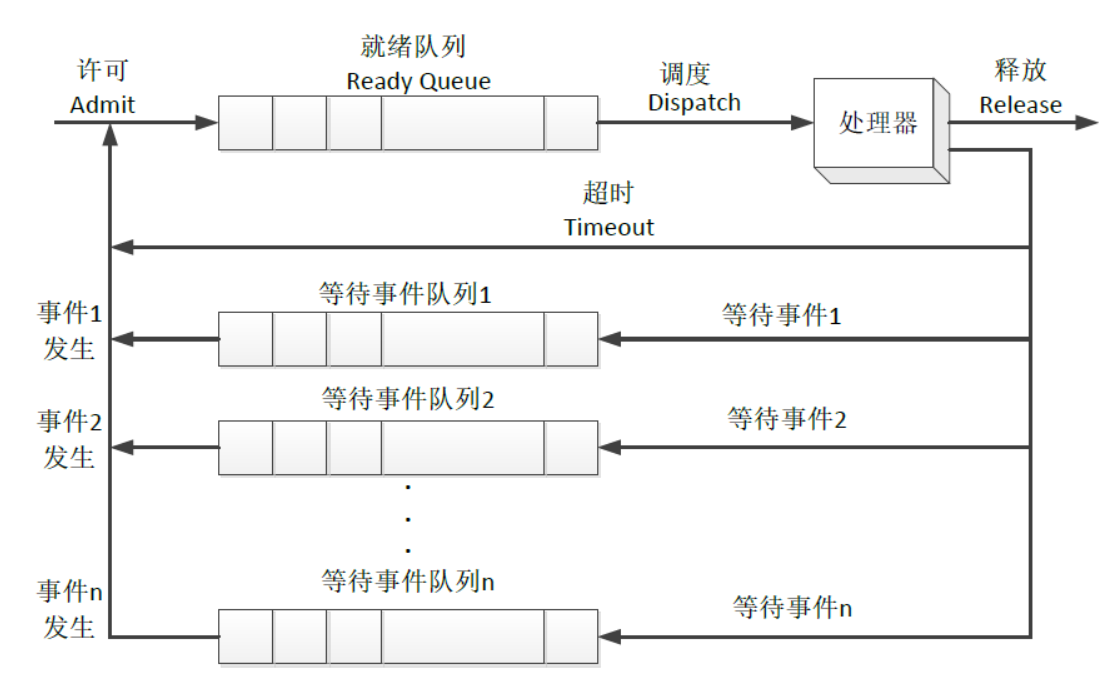 就绪队列
Ready Queue
许可
Admit
调度
Dispatch
处理器
释放
Release
超时
Timeout
等待事件队列1
等待事件1
事件1
发生
等待事件队列2
等待事件2
事件2
发生
等待事件队列n
等待事件n
事件n
发生